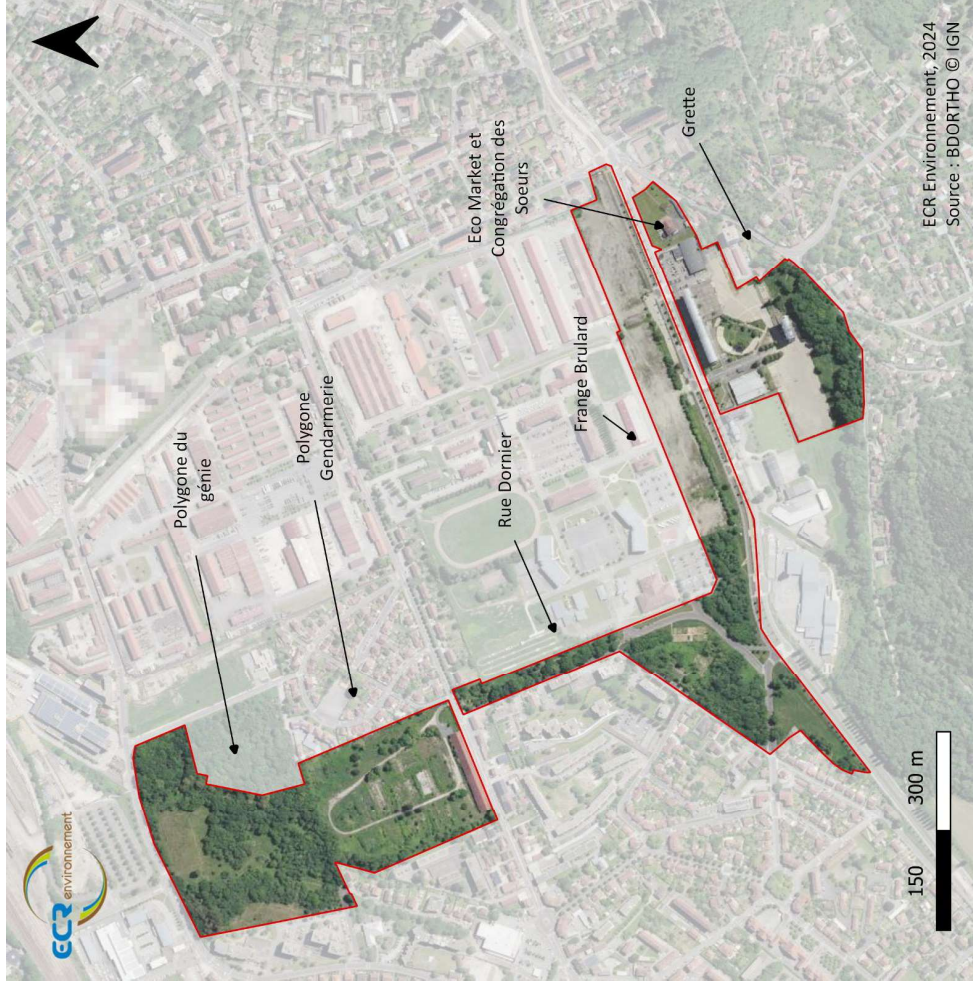 ECR environnement
Polygone du
génie
Polygone
Gendarmerie
Rue Dornier
Frange Brulard
Eco Market et
Congrégation des
Soeurs
Grette
150
300 m
ECR Environnement, 2024
Source : BDORTHO © IGN